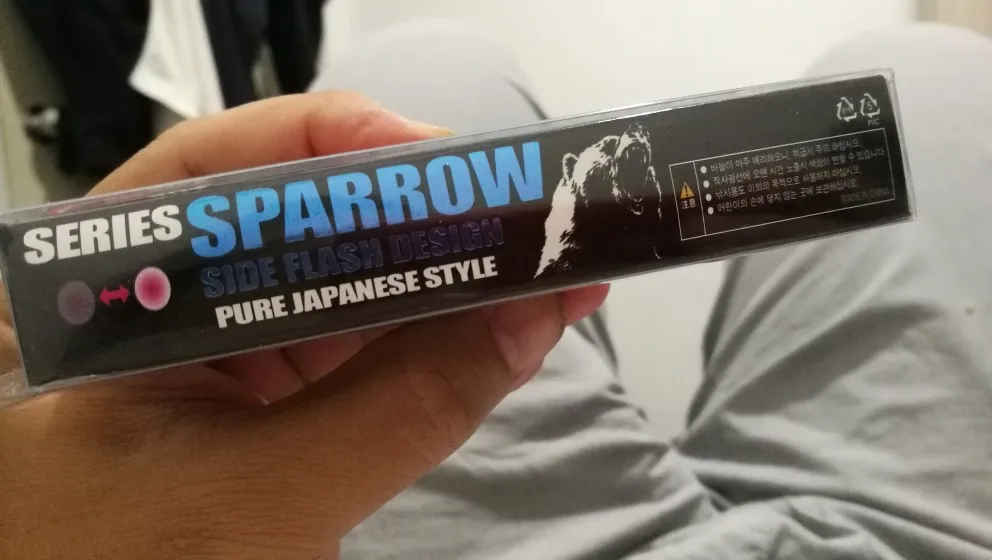 SERIES SPARROW
SIDE FLASH DESIGN
PURE JAPANESE STYLE
PVC
注意
● 바늘이 아주 예리하오니, 취급시 주의 하십시오.
● 직사광선에 오랜 시간 노출시 색상이 변할 수 있습니다
● 낚시용도 이외의 목적으로 사용하지 마십시오
● 어린이의 손에 닿지 않는 곳에 보관하십시오.
MADE IN CHINA